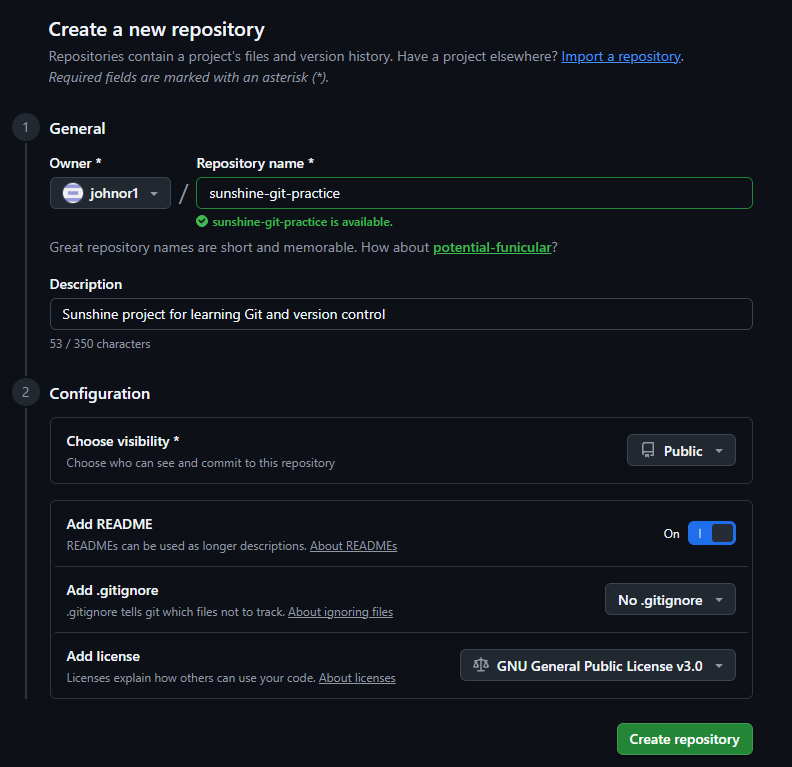 Create a new repository
Repositories contain a project's files and version history. Have a project elsewhere? Import a repository.
Required fields are marked with an asterisk (*).
1 General
Owner * Repository name *
johnor1 / sunshine-git-practice
sunshine-git-practice is available.
Great repository names are short and memorable. How about potential-funicular?
Description
Sunshine project for learning Git and version control
53 / 350 characters
2 Configuration
Choose visibility *
Public
Choose who can see and commit to this repository
Add README
On
READMEs can be used as longer descriptions. About READMEs
Add .gitignore
No .gitignore
.gitignore tells git which files not to track. About ignoring files
Add license
GNU General Public License v3.0
Licenses explain how others can use your code. About licenses
Create repository